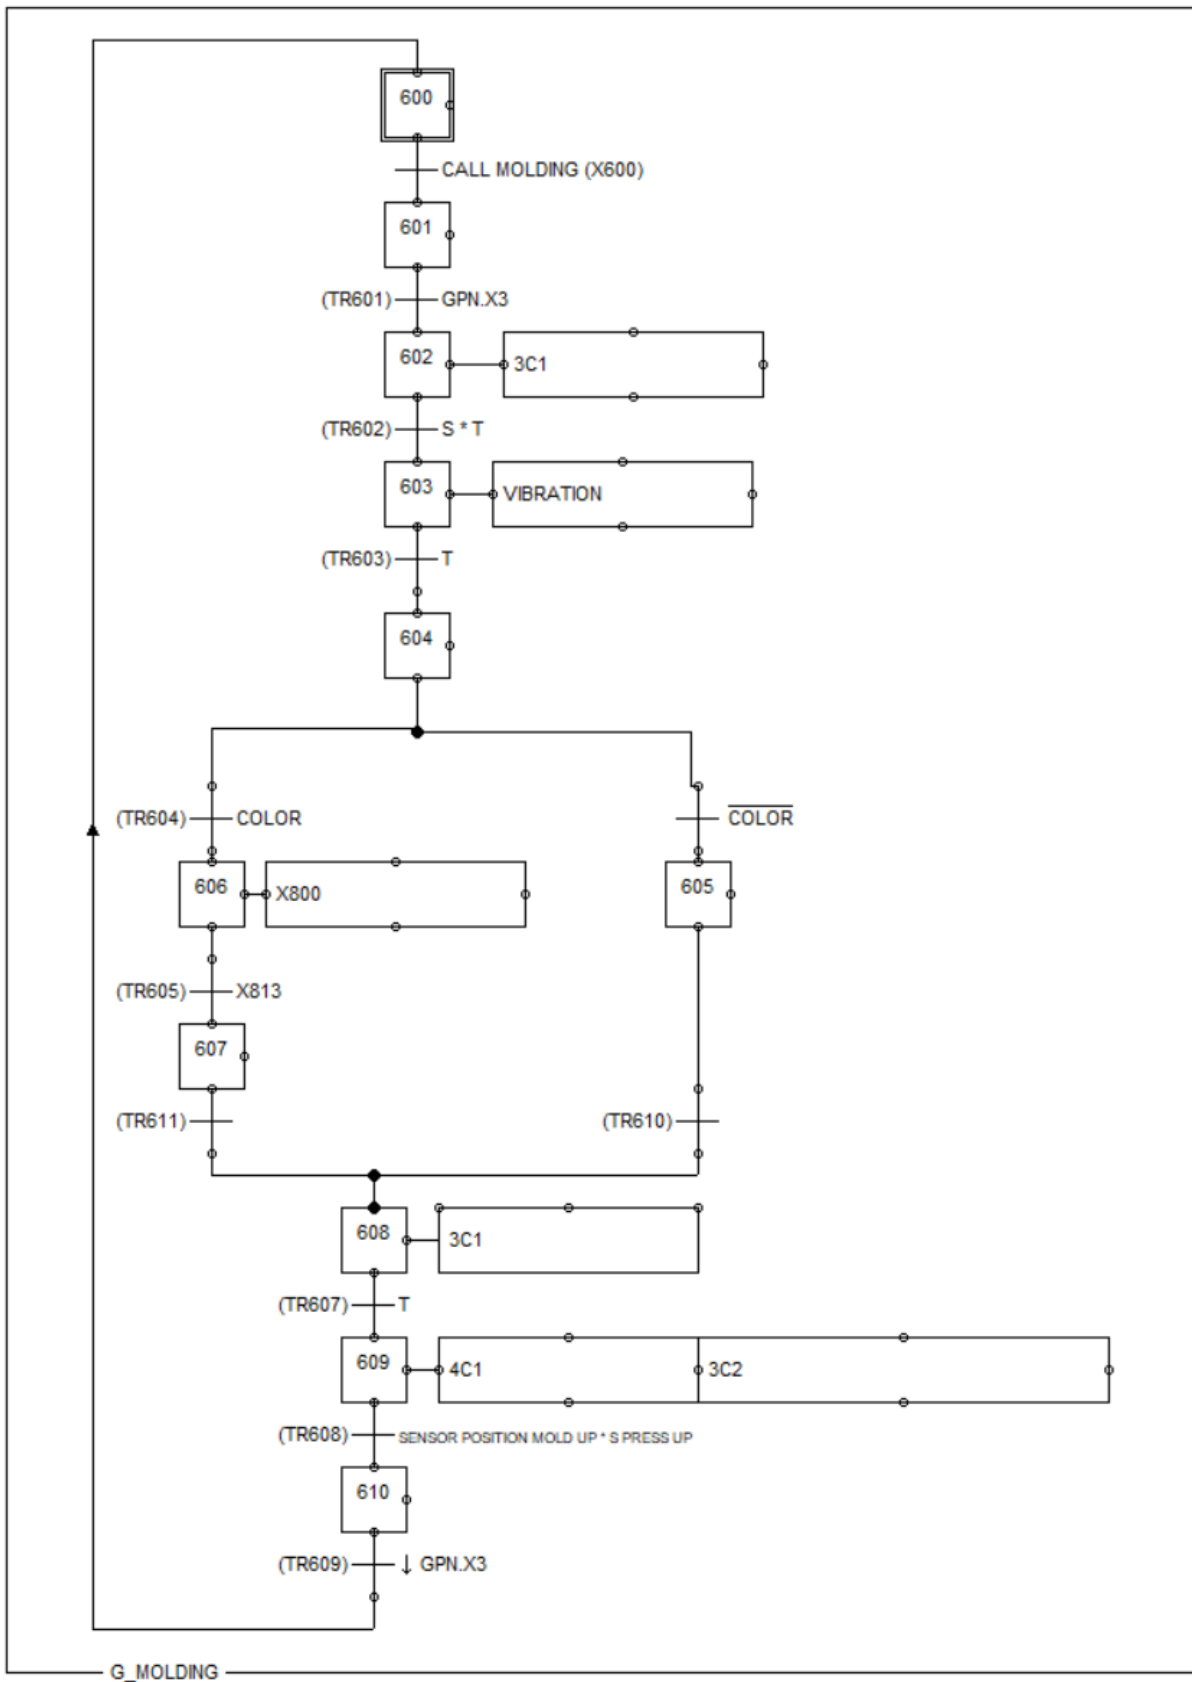 600
CALL MOLDING (X600)
601
(TR601) GPN.X3
602 3C1
(TR602) S * T
603 VIBRATION
(TR603) T
604
(TR604) COLOR COLOR
606 X800 605
(TR605) X813
607
(TR611) (TR610)
608 3C1
(TR607) T
609 4C1 3C2
(TR608) SENSOR POSITION MOLD UP * S PRESS UP
610
(TR609) ↓ GPN.X3
G_MOLDING